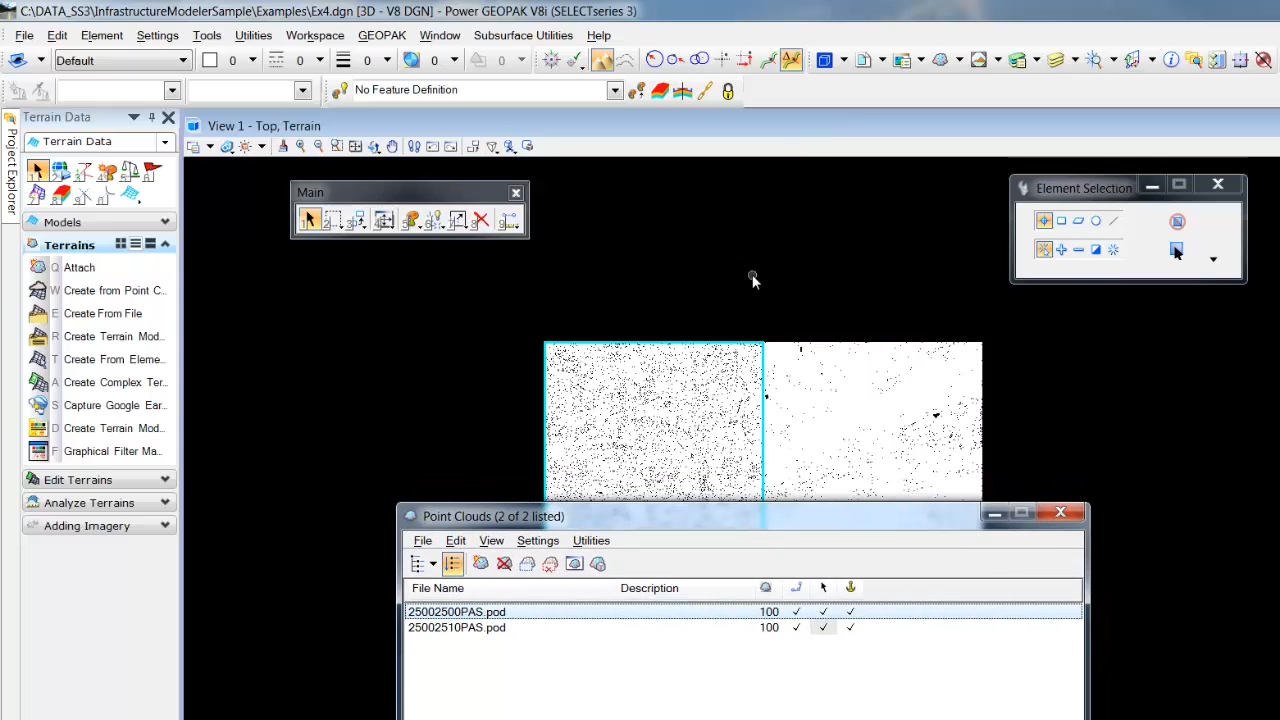 C:\DATA_SS3\InfrastructureModelerSample\Examples\Ex4.dgn [3D - V8 DGN] - Power GEOPAK V8i (SELECTseries 3)
File Edit Element Settings Tools Utilities Workspace GEOPAK Window Subsurface Utilities Help
Default 0 0 0 0 0
No Feature Definition
Terrain Data
View 1 - Top, Terrain
Terrain Data
Project Explorer
Main
Element Selection
Models
Terrains
Q Attach
W Create from Point C...
E Create From File
R Create Terrain Mod...
T Create From Eleme...
A Create Complex Ter...
S Capture Google Ear...
D Create Terrain Mod...
F Graphical Filter Ma...
Edit Terrains
Analyze Terrains
Adding Imagery
Point Clouds (2 of 2 listed)
File Edit View Settings Utilities
File Name Description
25002500PAS.pod 100 ✓ ✓ ✓
25002510PAS.pod 100 ✓ ✓ ✓